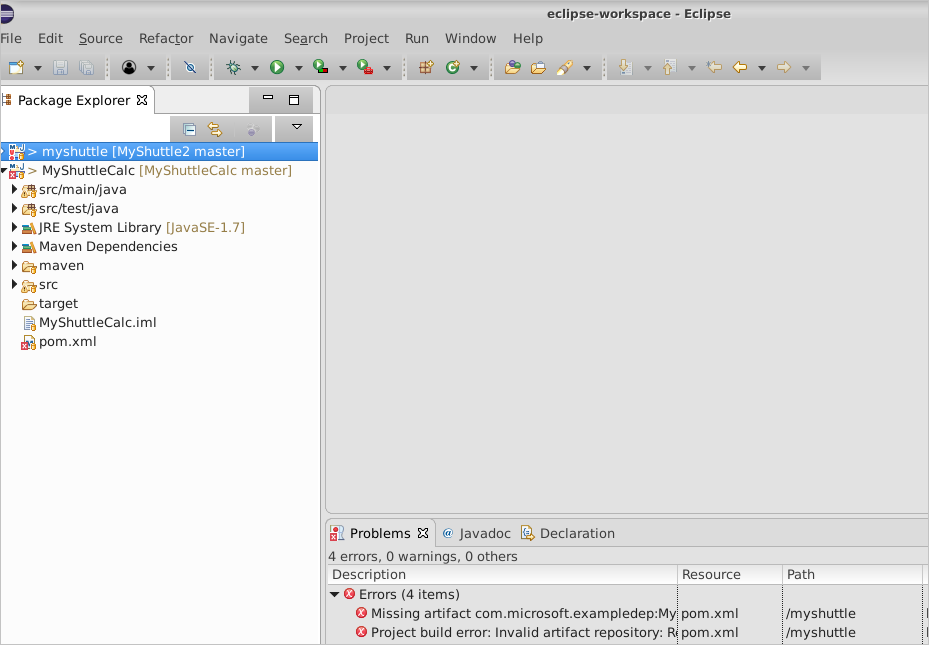 eclipse-workspace - Eclipse
File Edit Source Refactor Navigate Search Project Run Window Help
Package Explorer
> myshuttle [MyShuttle2 master]
> MyShuttleCalc [MyShuttleCalc master]
src/main/java
src/test/java
JRE System Library [JavaSE-1.7]
Maven Dependencies
maven
src
target
MyShuttleCalc.iml
pom.xml
Problems @ Javadoc Declaration
4 errors, 0 warnings, 0 others
Description Resource Path
Errors (4 items)
Missing artifact com.microsoft.exampledep:My pom.xml /myshuttle
Project build error: Invalid artifact repository: R pom.xml /myshuttle